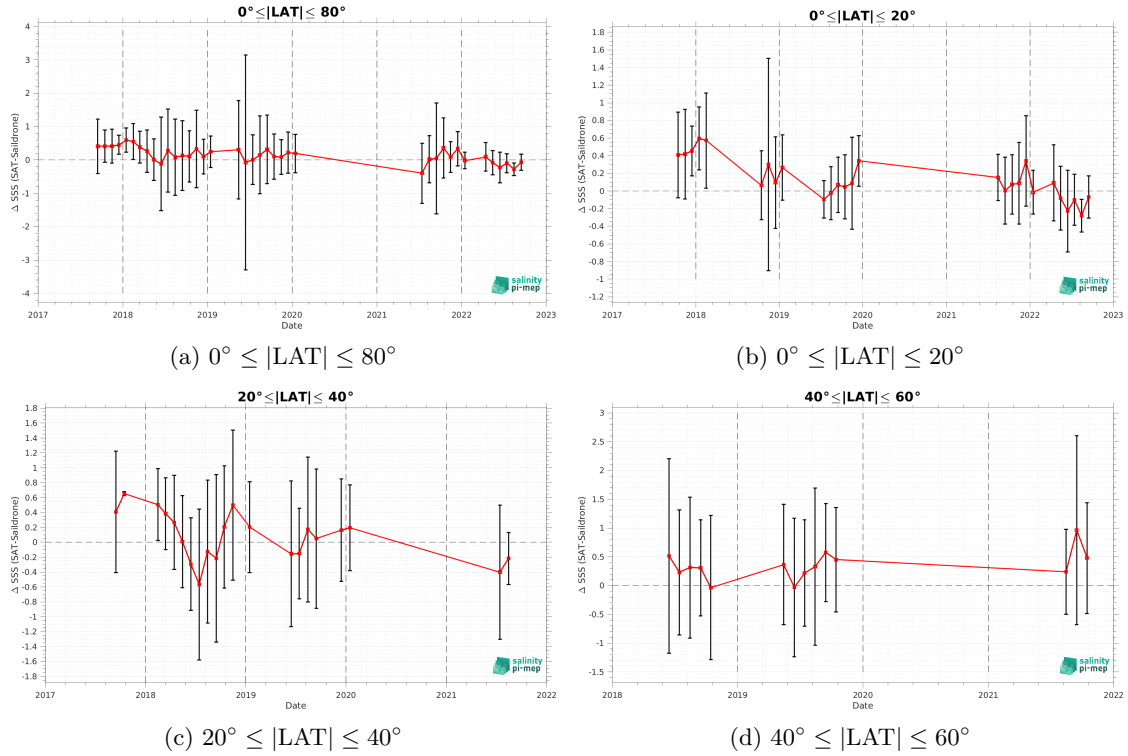 0°≤|LAT|≤ 80°
4
3
2
1
0
-1
-2
-3
-4
Δ SSS (SAT-Saildrone)
2017 2018 2019 2020 2021 2022 2023
Date
salinity
pi-mep
(a) 0° ≤ |LAT| ≤ 80°
0°≤|LAT|≤ 20°
1.8
1.6
1.4
1.2
1
0.8
0.6
0.4
0.2
0
-0.2
-0.4
-0.6
-0.8
-1
-1.2
Δ SSS (SAT-Saildrone)
2017 2018 2019 2020 2021 2022 2023
Date
salinity
pi-mep
(b) 0° ≤ |LAT| ≤ 20°
20°≤|LAT|≤ 40°
1.8
1.6
1.4
1.2
1
0.8
0.6
0.4
0.2
0
-0.2
-0.4
-0.6
-0.8
-1
-1.2
-1.4
-1.6
-1.8
Δ SSS (SAT-Saildrone)
2017 2018 2019 2020 2021 2022
Date
salinity
pi-mep
(c) 20° ≤ |LAT| ≤ 40°
40°≤|LAT|≤ 60°
3
2.5
2
1.5
1
0.5
0
-0.5
-1
-1.5
Δ SSS (SAT-Saildrone)
2018 2019 2020 2021 2022
Date
salinity
pi-mep
(d) 40° ≤ |LAT| ≤ 60°